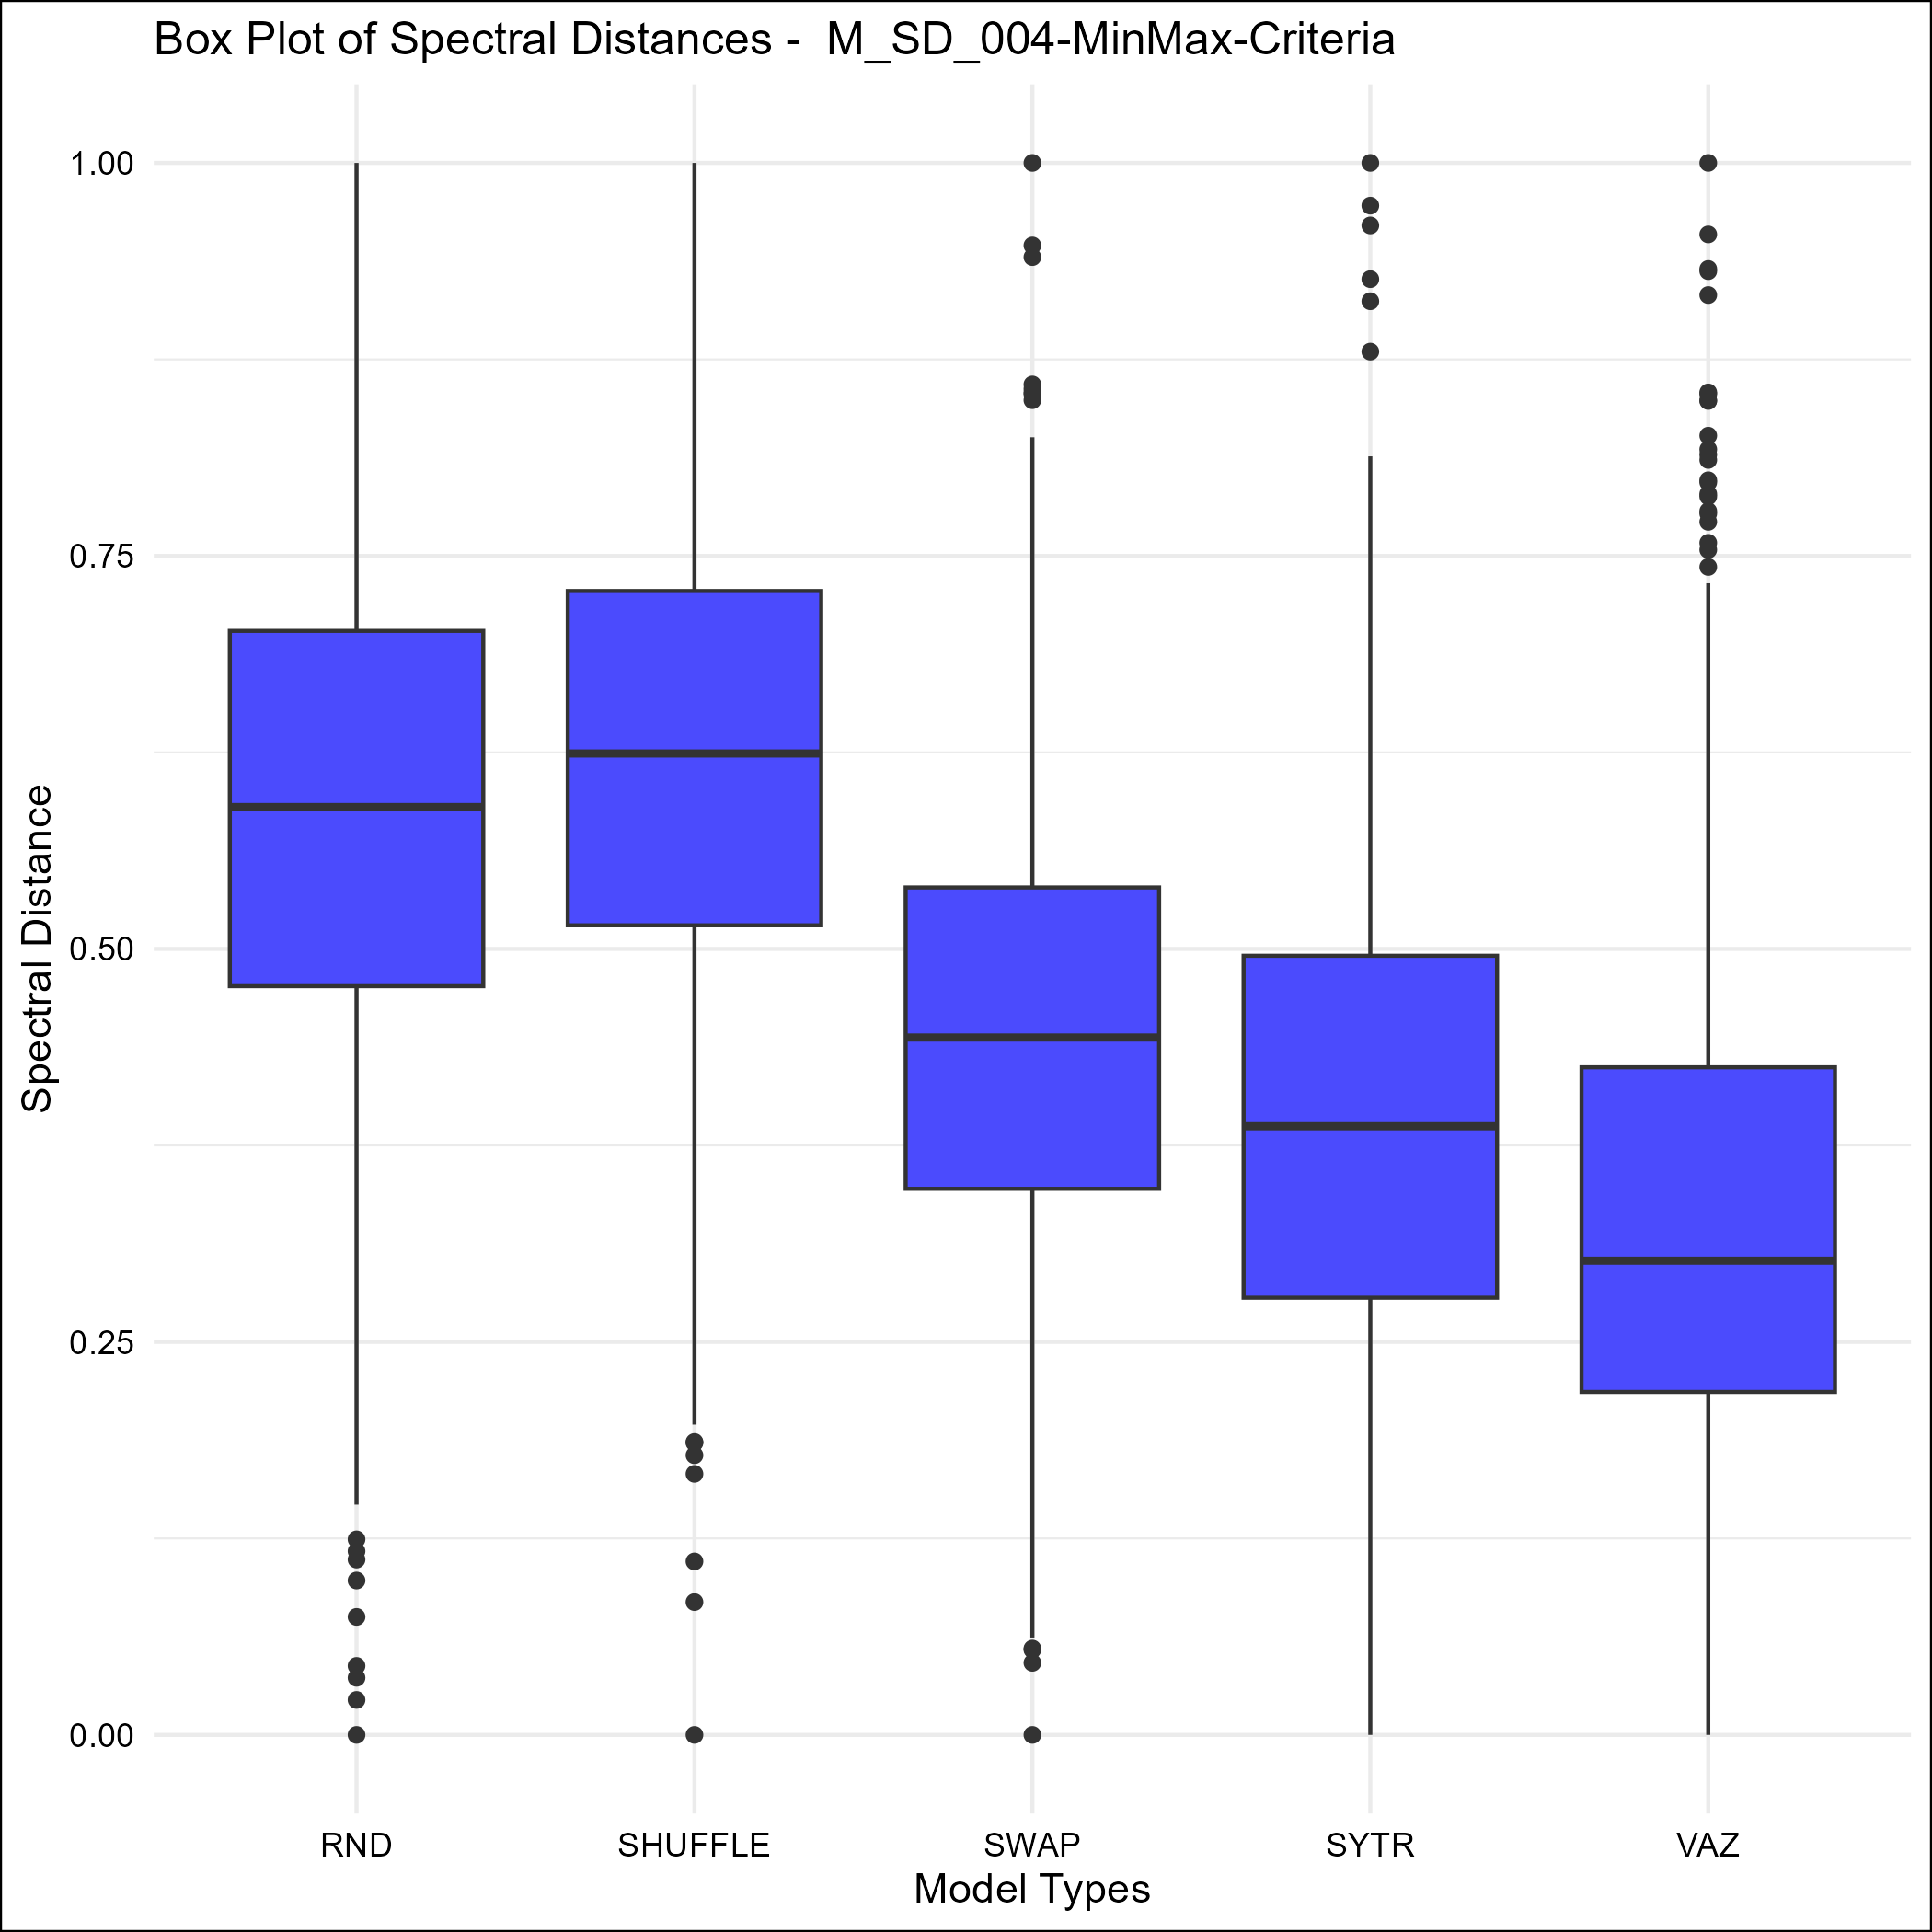 Box Plot of Spectral Distances -  M_SD_004-MinMax-Criteria
1.00
0.75
0.50
0.25
0.00
Spectral Distance
RND SHUFFLE SWAP SYTR VAZ
Model Types